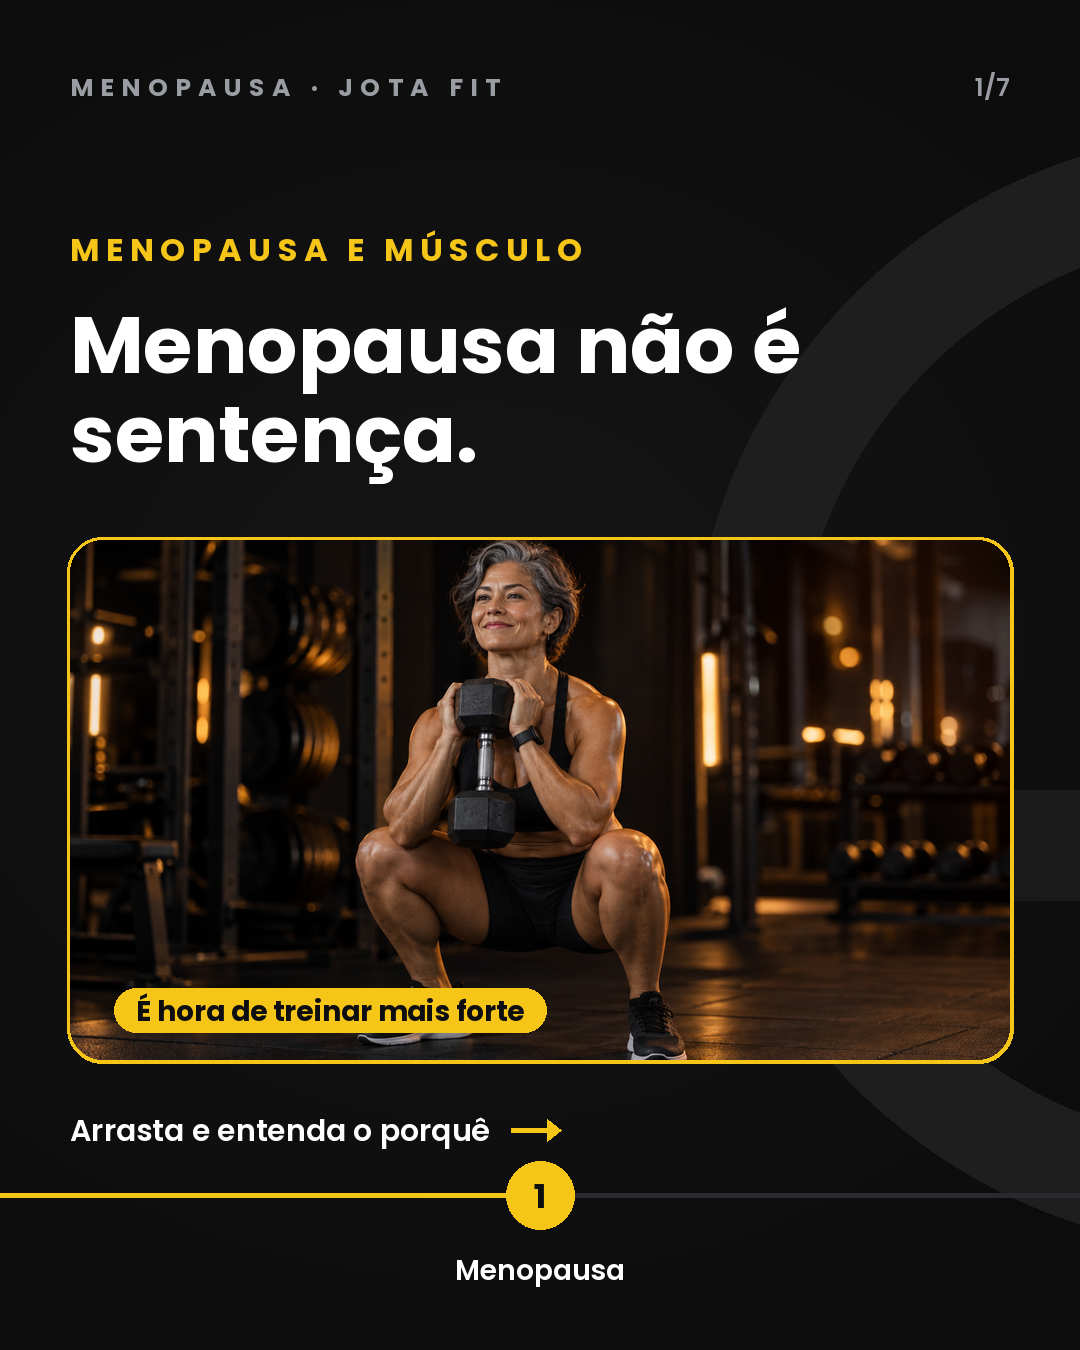 MENOPAUSA · JOTA FIT
1/7
MENOPAUSA E MÚSCULO
Menopausa não é
sentença.
É hora de treinar mais forte
Arrasta e entenda o porquê
1
Menopausa